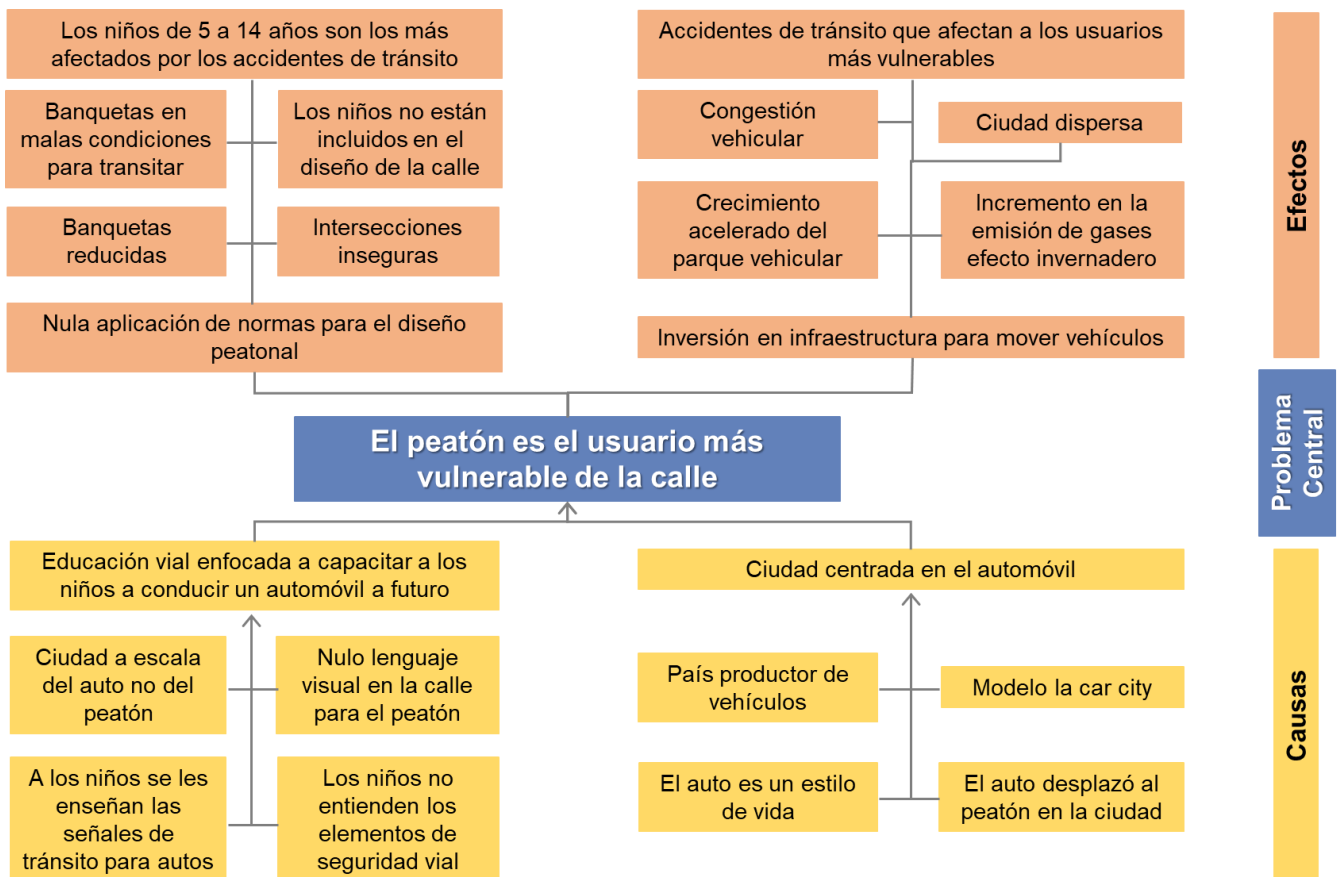 Los niños de 5 a 14 años son los más
afectados por los accidentes de tránsito
Banquetas en
malas condiciones
para transitar
Los niños no están
incluidos en el
diseño de la calle
Banquetas
reducidas
Intersecciones
inseguras
Nula aplicación de normas para el diseño
peatonal
Accidentes de tránsito que afectan a los usuarios
más vulnerables
Congestión
vehicular
Ciudad dispersa
Crecimiento
acelerado del
parque vehicular
Incremento en la
emisión de gases
efecto invernadero
Inversión en infraestructura para mover vehículos
Efectos
El peatón es el usuario más
vulnerable de la calle
Problema
Central
Educación vial enfocada a capacitar a los
niños a conducir un automóvil a futuro
Ciudad a escala
del auto no del
peatón
Nulo lenguaje
visual en la calle
para el peatón
A los niños se les
enseñan las
señales de
tránsito para autos
Los niños no
entienden los
elementos de
seguridad vial
Ciudad centrada en el automóvil
País productor de
vehículos
Modelo la car city
El auto es un estilo
de vida
El auto desplazó al
peatón en la ciudad
Causas